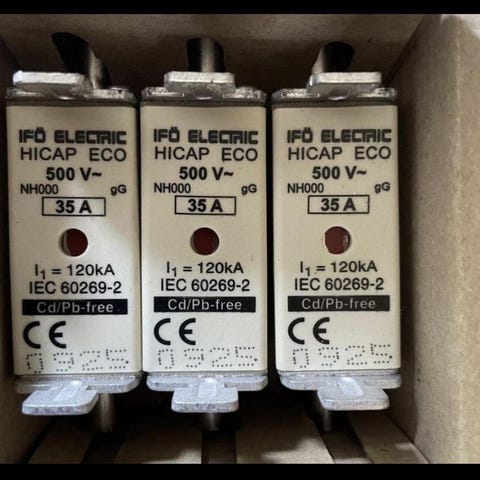 IFÖ ELECTRIC
HICAP ECO
500 V~
NH000 gG
35 A
I1 = 120kA
IEC 60269-2
Cd/Pb-free
CE
0925
IFÖ ELECTRIC
HICAP ECO
500 V~
NH000 gG
35 A
I1 = 120kA
IEC 60269-2
Cd/Pb-free
CE
0925
IFÖ ELECTRIC
HICAP ECO
500 V~
NH000 gG
35 A
I1 = 120kA
IEC 60269-2
Cd/Pb-free
CE
0925